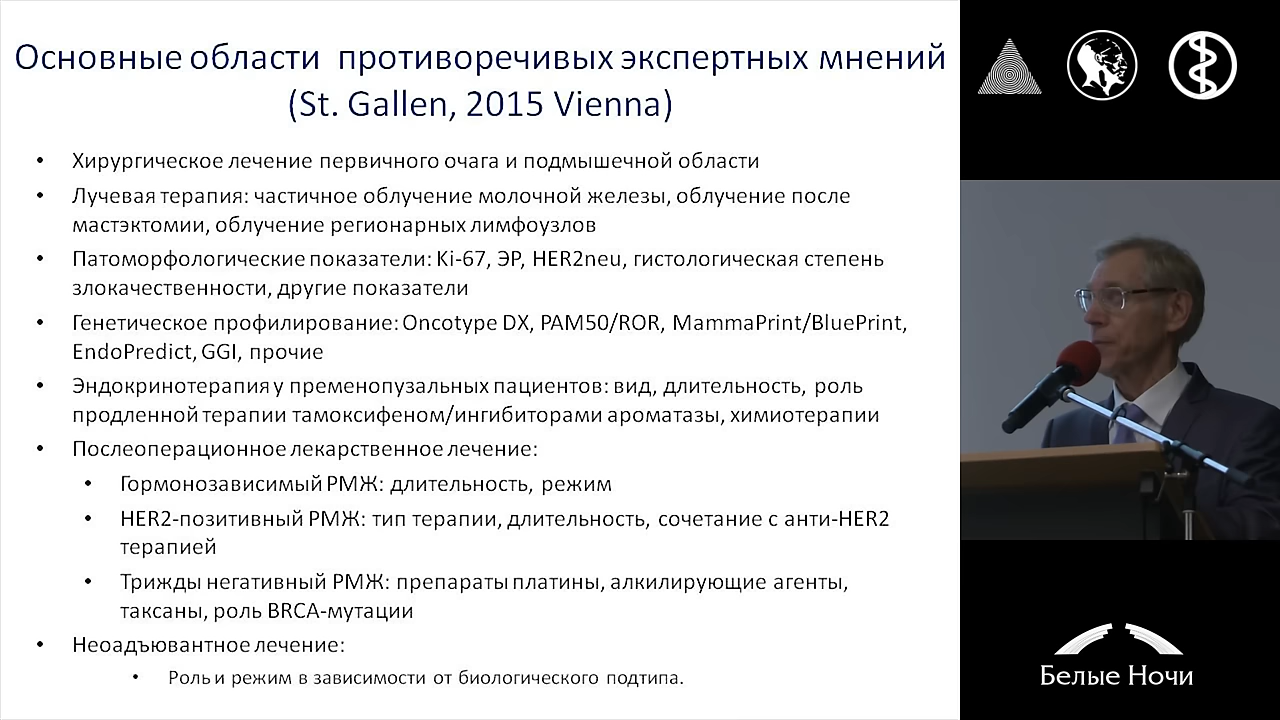 Основные области противоречивых экспертных мнений
(St. Gallen, 2015 Vienna)
• Хирургическое лечение первичного очага и подмышечной области
• Лучевая терапия: частичное облучение молочной железы, облучение после
мастэктомии, облучение регионарных лимфоузлов
• Патоморфологические показатели: Ki-67, ЭР, HER2neu, гистологическая степень
злокачественности, другие показатели
• Генетическое профилирование: Oncotype DX, PAM50/ROR, MammaPrint/BluePrint,
EndoPredict, GGI, прочие
• Эндокринотерапия у пременопузальных пациентов: вид, длительность, роль
продленной терапии тамоксифеном/ингибиторами ароматазы, химиотерапии
• Послеоперационное лекарственное лечение:
• Гормонозависимый РМЖ: длительность, режим
• HER2-позитивный РМЖ: тип терапии, длительность, сочетание с анти-HER2
терапией
• Трижды негативный РМЖ: препараты платины, алкилирующие агенты,
таксаны, роль BRCA-мутации
• Неоадъювантное лечение:
• Роль и режим в зависимости от биологического подтипа.
Белые Ночи